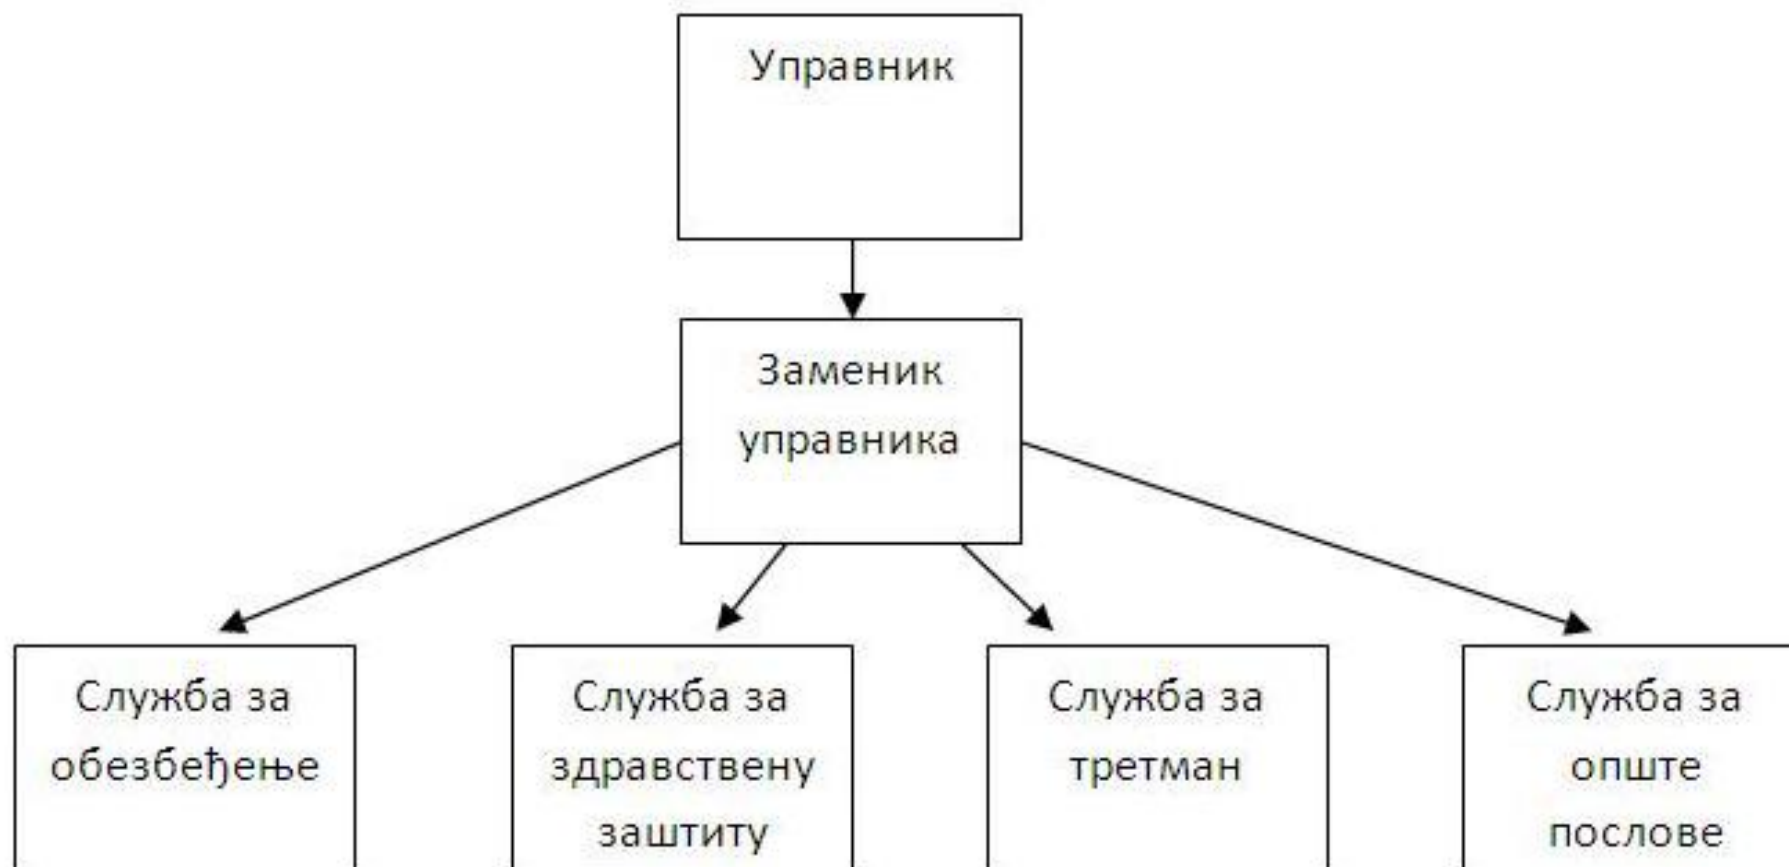 Управник
Заменик
управника
Служба за
обезбеђење
Служба за
здравствену
заштиту
Служба за
третман
Служба за
опште
послове